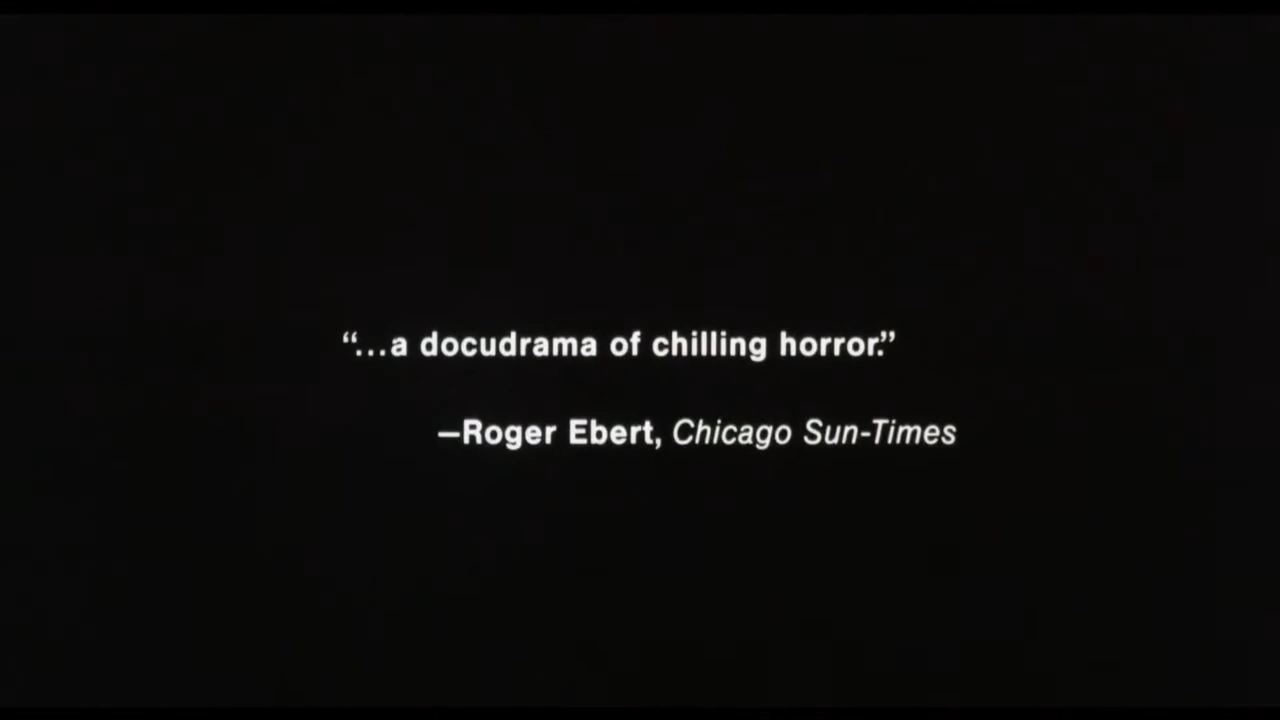 “...a docudrama of chilling horror.”
—Roger Ebert, Chicago Sun-Times